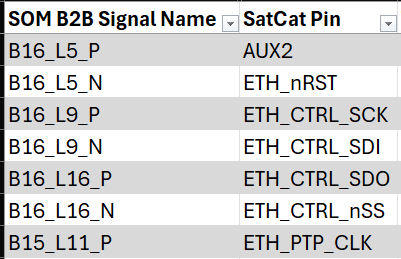 SOM B2B Signal Name SatCat Pin
B16_L5_P AUX2
B16_L5_N ETH_nRST
B16_L9_P ETH_CTRL_SCK
B16_L9_N ETH_CTRL_SDI
B16_L16_P ETH_CTRL_SDO
B16_L16_N ETH_CTRL_nSS
B15_L11_P ETH_PTP_CLK